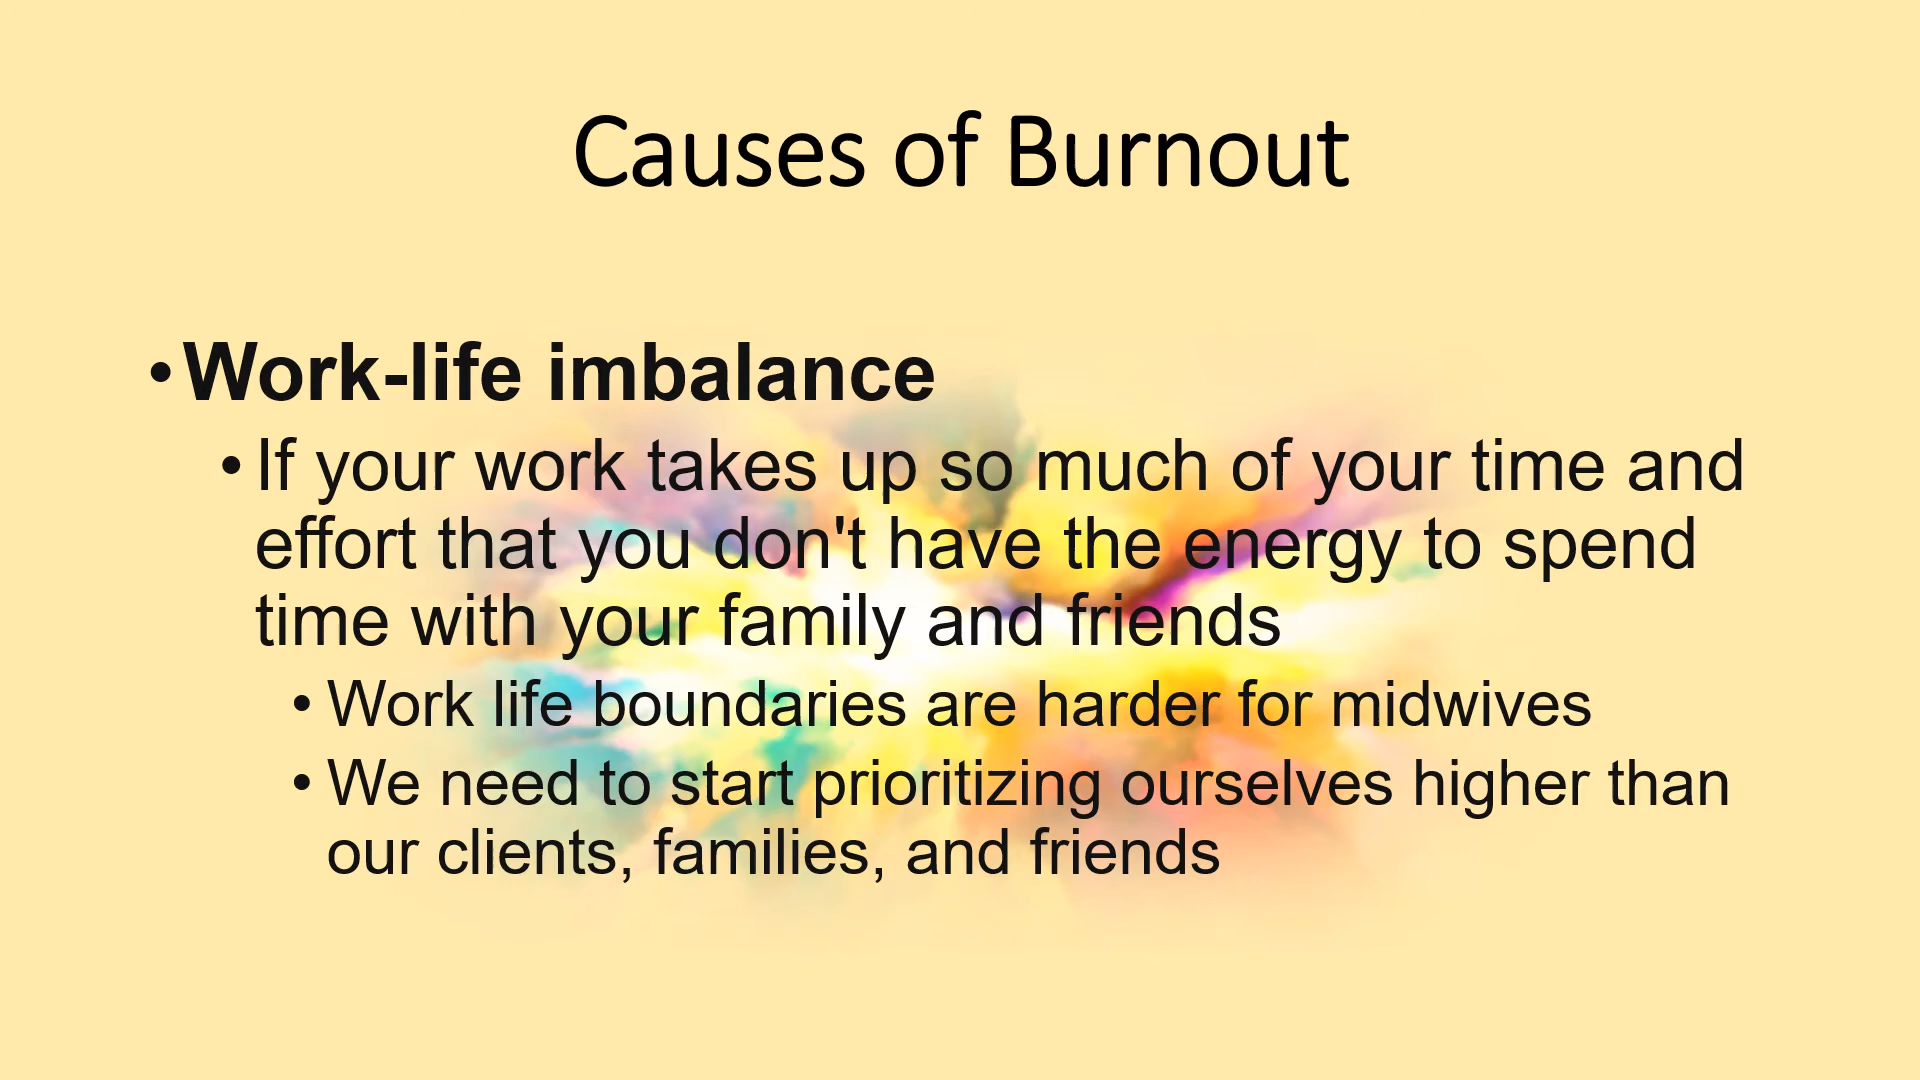 Causes of Burnout
• Work-life imbalance
• If your work takes up so much of your time and
effort that you don't have the energy to spend
time with your family and friends
• Work life boundaries are harder for midwives
• We need to start prioritizing ourselves higher than
our clients, families, and friends